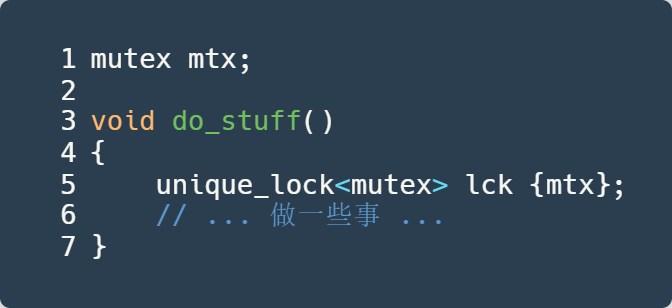 1 mutex mtx;
2
3 void do_stuff()
4 {
5     unique_lock<mutex> lck {mtx};
6     // ... 做一些事 ...
7 }